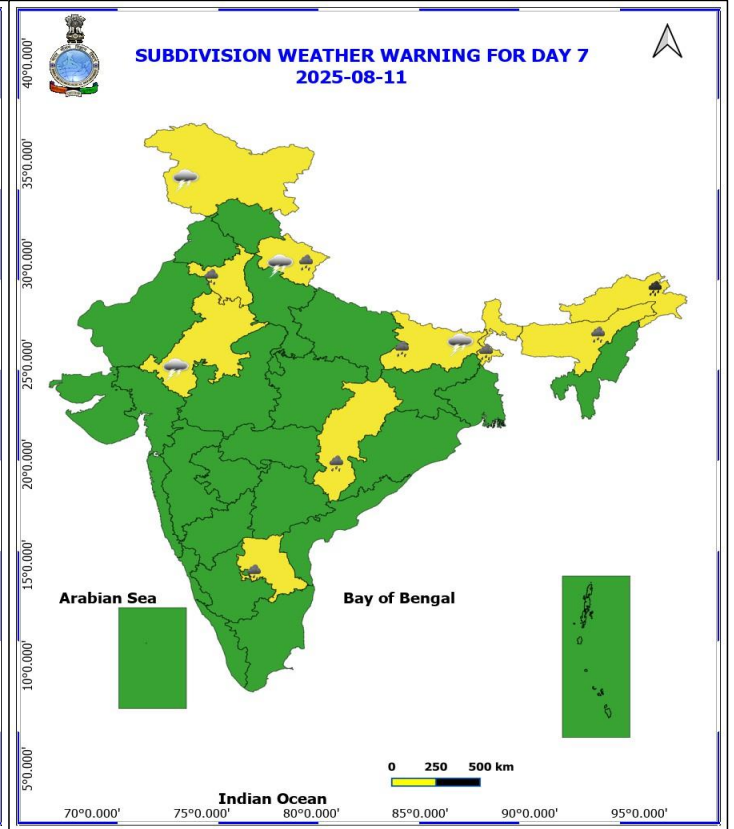 SUBDIVISION WEATHER WARNING FOR DAY 7
2025-08-11
40°0.000'
35°0.000'
30°0.000'
25°0.000'
20°0.000'
15°0.000'
10°0.000'
5°0.000'
Arabian Sea
Bay of Bengal
0 250 500 km
Indian Ocean
70°0.000' 75°0.000' 80°0.000' 85°0.000' 90°0.000' 95°0.000'